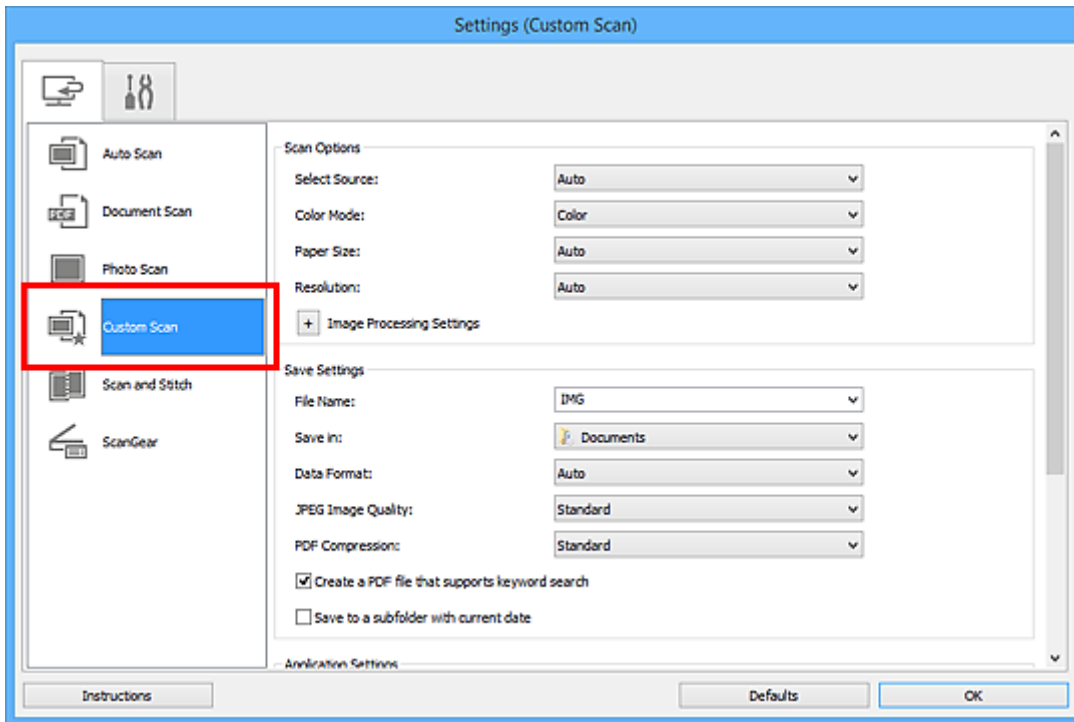 Settings (Custom Scan)
Auto Scan
PDF
Document Scan
Photo Scan
Custom Scan
Scan and Stitch
ScanGear
Scan Options
Select Source: Auto
Color Mode: Color
Paper Size: Auto
Resolution: Auto
+ Image Processing Settings
Save Settings
File Name: IMG
Save in: Documents
Data Format: Auto
JPEG Image Quality: Standard
PDF Compression: Standard
Create a PDF file that supports keyword search
Save to a subfolder with current date
Application Settings
Instructions
Defaults
OK